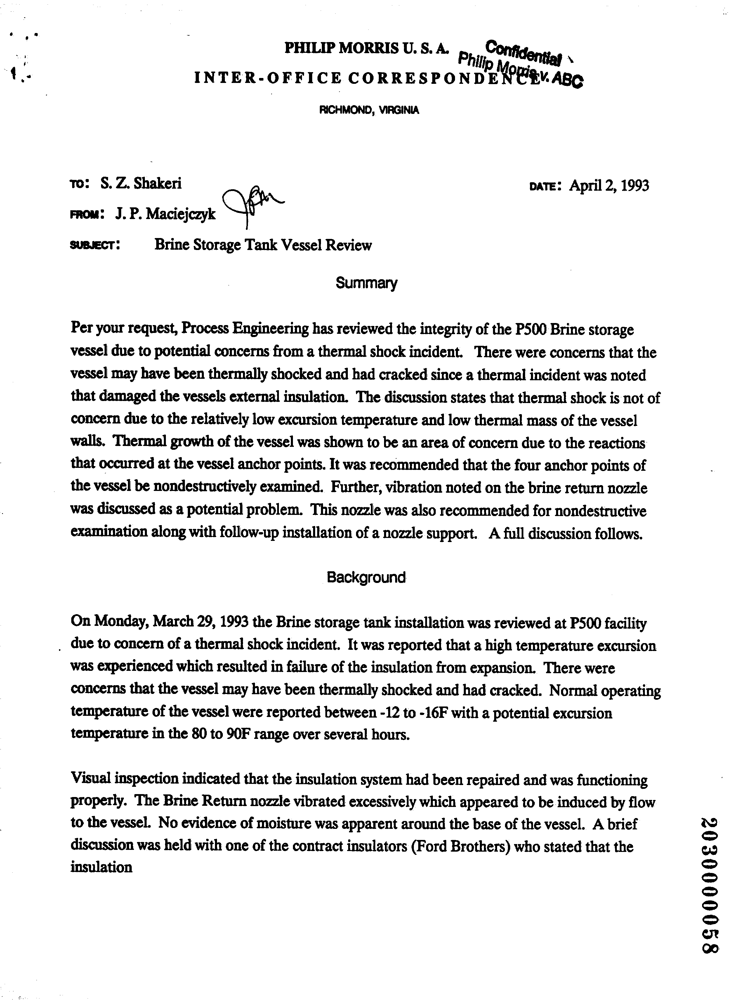 PHILIP MORRIS U. S. A.
Confidential
Philip Morris v. ABC
INTER-OFFICE CORRESPONDENCE
RICHMOND, VIRGINIA
TO: S. Z. Shakeri DATE: April 2, 1993
FROM: J. P. Maciejczyk
SUBJECT: Brine Storage Tank Vessel Review
Summary
Per your request, Process Engineering has reviewed the integrity of the P500 Brine storage
vessel due to potential concerns from a thermal shock incident. There were concerns that the
vessel may have been thermally shocked and had cracked since a thermal incident was noted
that damaged the vessels external insulation. The discussion states that thermal shock is not of
concern due to the relatively low excursion temperature and low thermal mass of the vessel
walls. Thermal growth of the vessel was shown to be an area of concern due to the reactions
that occurred at the vessel anchor points. It was recommended that the four anchor points of
the vessel be nondestructively examined. Further, vibration noted on the brine return nozzle
was discussed as a potential problem. This nozzle was also recommended for nondestructive
examination along with follow-up installation of a nozzle support. A full discussion follows.
Background
On Monday, March 29, 1993 the Brine storage tank installation was reviewed at P500 facility
due to concern of a thermal shock incident. It was reported that a high temperature excursion
was experienced which resulted in failure of the insulation from expansion. There were
concerns that the vessel may have been thermally shocked and had cracked. Normal operating
temperature of the vessel were reported between -12 to -16F with a potential excursion
temperature in the 80 to 90F range over several hours.
Visual inspection indicated that the insulation system had been repaired and was functioning
properly. The Brine Return nozzle vibrated excessively which appeared to be induced by flow
to the vessel. No evidence of moisture was apparent around the base of the vessel. A brief
discussion was held with one of the contract insulators (Ford Brothers) who stated that the
insulation
2030000058